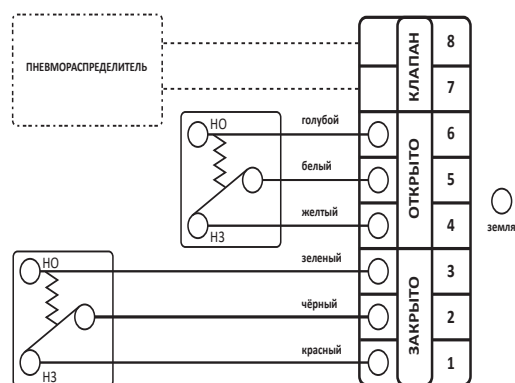 ПНЕВМОРАСПРЕДЕЛИТЕЛЬ
КЛАПАН
8
7
НО
голубой
6
белый
ОТКРЫТО
5
желтый
4
НЗ
земля
НО
зеленый
3
чёрный
ЗАКРЫТО
2
красный
1
НЗ